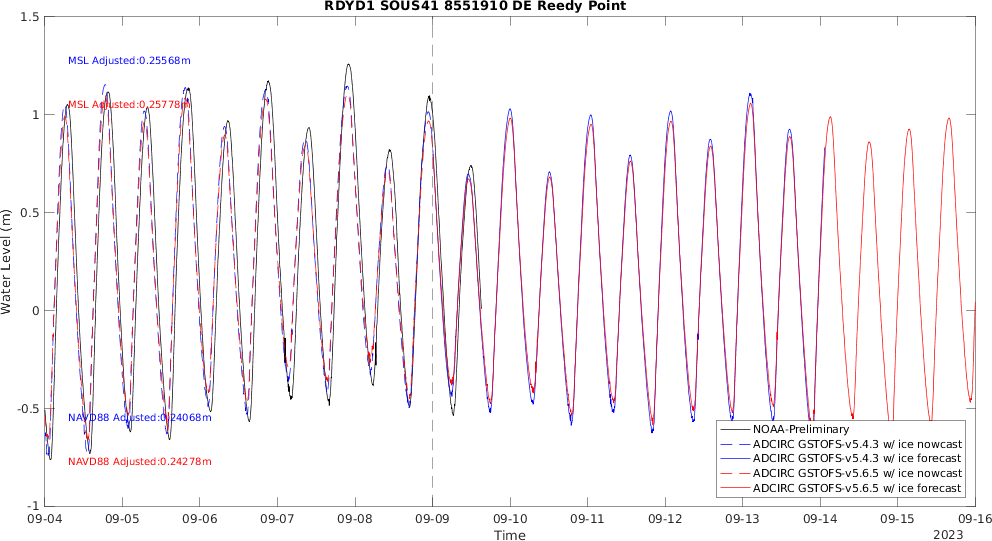 RDYD1 SOUS41 8551910 DE Reedy Point
1.5
1
0.5
0
-0.5
-1
Water Level (m)
MSL Adjusted:0.25568m
MSL Adjusted:0.25778m
NAVD88 Adjusted:0.24068m
NAVD88 Adjusted:0.24278m
NOAA-Preliminary
ADCIRC GSTOFS-v5.4.3 w/ ice nowcast
ADCIRC GSTOFS-v5.4.3 w/ ice forecast
ADCIRC GSTOFS-v5.6.5 w/ ice nowcast
ADCIRC GSTOFS-v5.6.5 w/ ice forecast
09-04 09-05 09-06 09-07 09-08 09-09 09-10 09-11 09-12 09-13 09-14 09-15 09-16
Time
2023